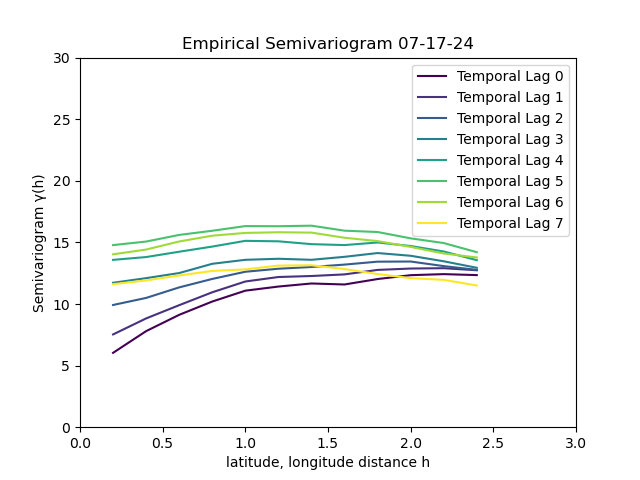 Empirical Semivariogram 07-17-24
30
25
20
15
10
5
0
Semivariogram γ(h)
Temporal Lag 0
Temporal Lag 1
Temporal Lag 2
Temporal Lag 3
Temporal Lag 4
Temporal Lag 5
Temporal Lag 6
Temporal Lag 7
0.0 0.5 1.0 1.5 2.0 2.5 3.0
latitude, longitude distance h